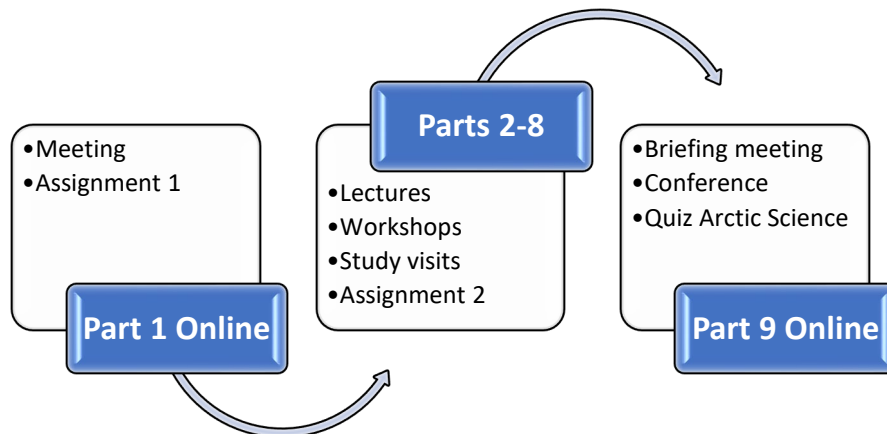 •Meeting
•Assignment 1
Part 1 Online
Parts 2-8
•Lectures
•Workshops
•Study visits
•Assignment 2
•Briefing meeting
•Conference
•Quiz Arctic Science
Part 9 Online